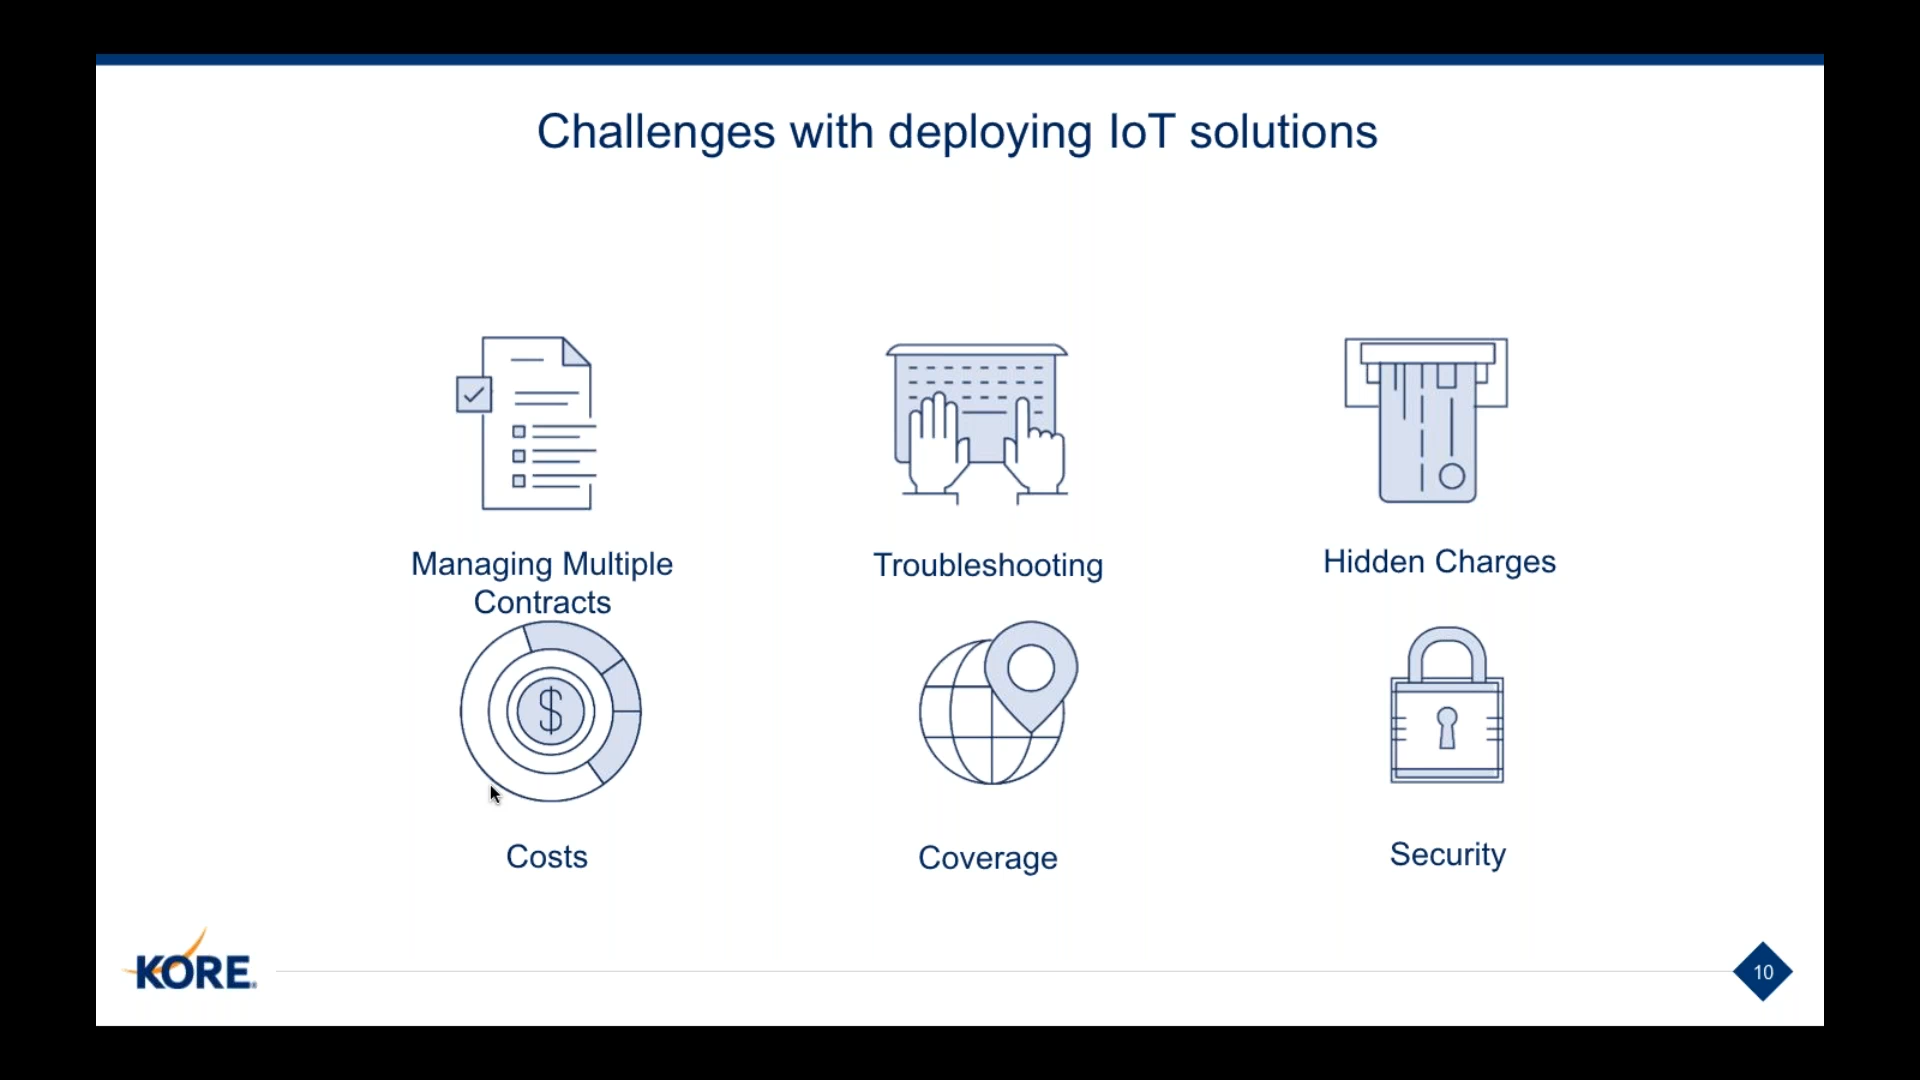 Challenges with deploying IoT solutions
Managing Multiple
Contracts
Troubleshooting
Hidden Charges
$
Costs
Coverage
Security
KORE
10